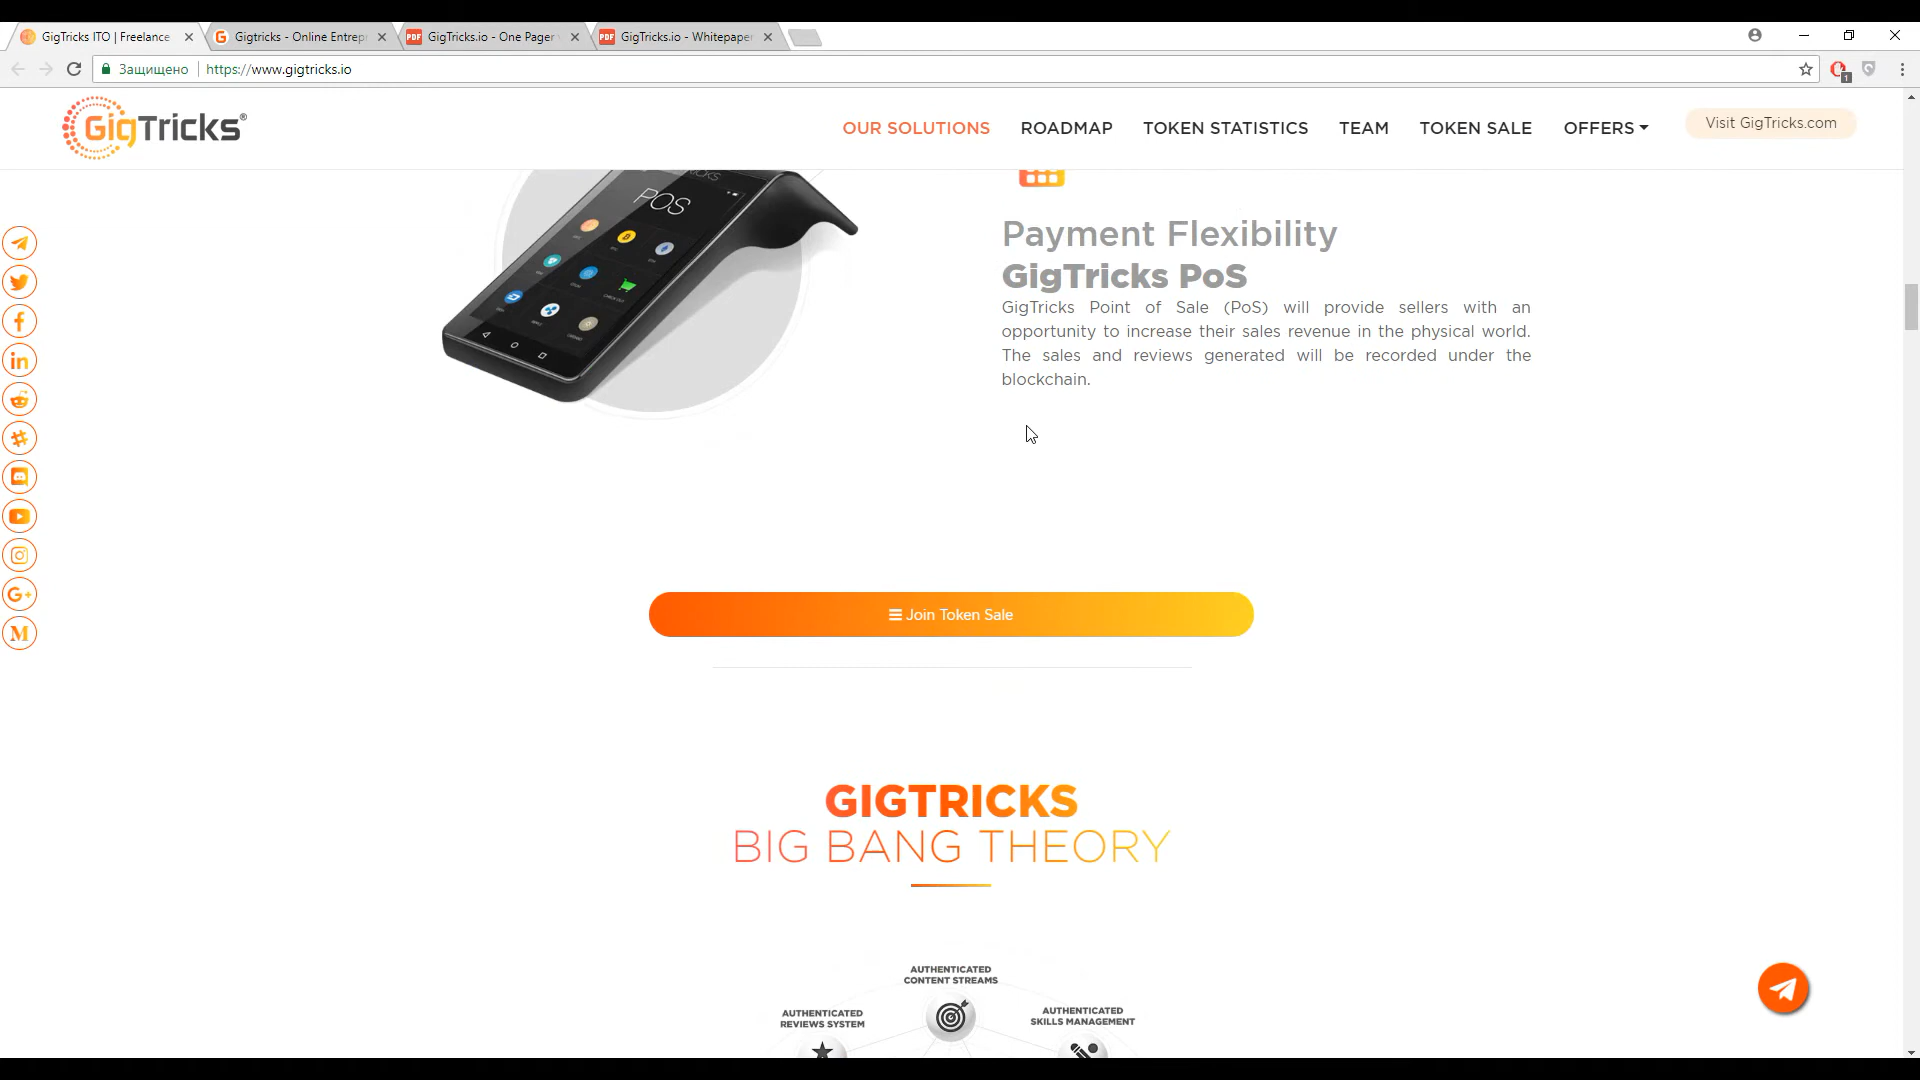 GigTricks ITO | Freelance
Gigtricks - Online Entrep
PDF GigTricks.io - One Pager
PDF GigTricks.io - Whitepaper
Защищено https://www.gigtricks.io
1
GigTricks®
OUR SOLUTIONS ROADMAP TOKEN STATISTICS TEAM TOKEN SALE OFFERS Visit GigTricks.com
POS
Payment Flexibility
GigTricks PoS
GigTricks Point of Sale (PoS) will provide sellers with an
opportunity to increase their sales revenue in the physical world.
The sales and reviews generated will be recorded under the
blockchain.
Join Token Sale
GIGTRICKS
BIG BANG THEORY
AUTHENTICATED
CONTENT STREAMS
AUTHENTICATED
REVIEWS SYSTEM
AUTHENTICATED
SKILLS MANAGEMENT